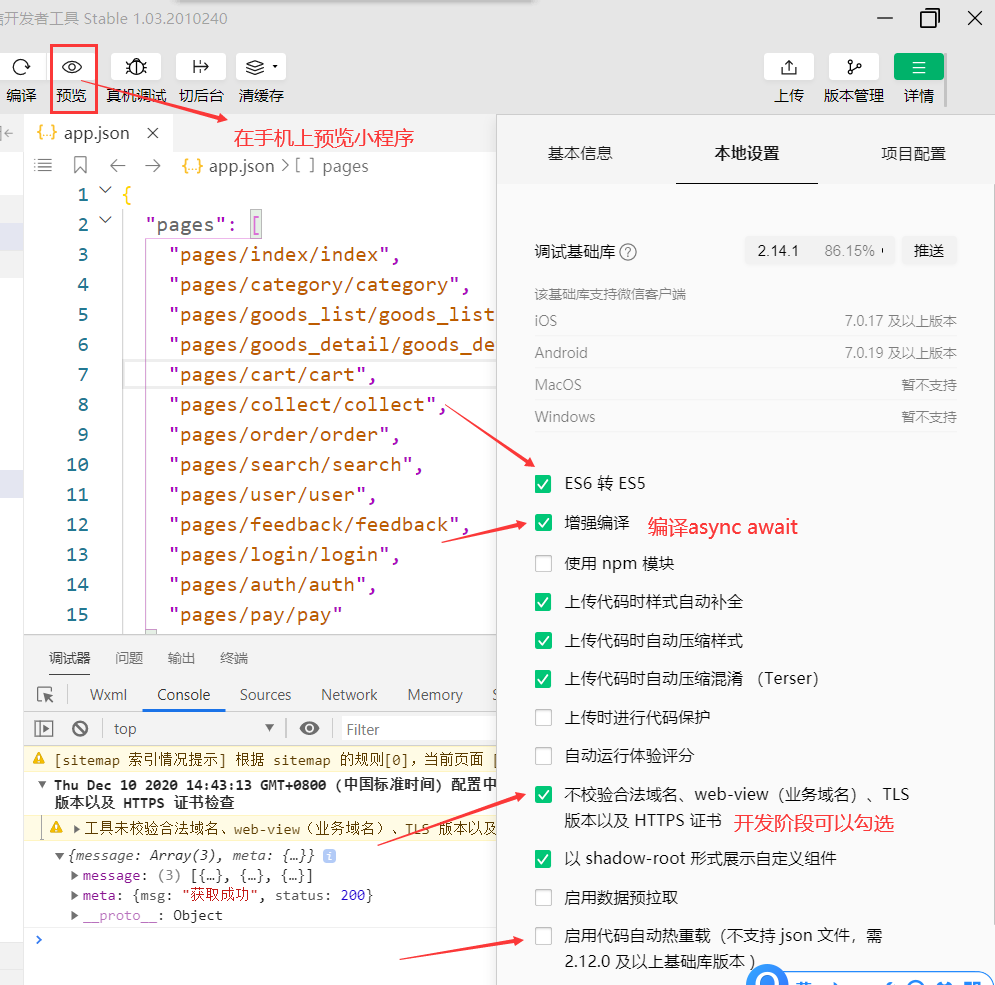 信开发者工具 Stable 1.03.2010240
编译 预览 真机调试 切后台 清缓存 上传 版本管理 详情
在手机上预览小程序
app.json
app.json > [ ] pages
1 {
2 "pages": [
3 "pages/index/index",
4 "pages/category/category",
5 "pages/goods_list/goods_list
6 "pages/goods_detail/goods_de
7 "pages/cart/cart",
8 "pages/collect/collect",
9 "pages/order/order",
10 "pages/search/search",
11 "pages/user/user",
12 "pages/feedback/feedback",
13 "pages/login/login",
14 "pages/auth/auth",
15 "pages/pay/pay"
调试器 问题 输出 终端
Wxml Console Sources Network Memory
top Filter
[sitemap 索引情况提示] 根据 sitemap 的规则[0]，当前页面 [
Thu Dec 10 2020 14:43:13 GMT+0800 (中国标准时间) 配置中
版本以及 HTTPS 证书检查
工具未校验合法域名、web-view（业务域名）、TLS 版本以及
{message: Array(3), meta: {…}} i
message: (3) [{…}, {…}, {…}]
meta: {msg: "获取成功", status: 200}
__proto__: Object
基本信息 本地设置 项目配置
调试基础库 ? 2.14.1 86.15% 推送
该基础库支持微信客户端
iOS 7.0.17 及以上版本
Android 7.0.19 及以上版本
MacOS 暂不支持
Windows 暂不支持
ES6 转 ES5
增强编译 编译async await
使用 npm 模块
上传代码时样式自动补全
上传代码时自动压缩样式
上传代码时自动压缩混淆 （Terser）
上传时进行代码保护
自动运行体验评分
不校验合法域名、web-view（业务域名）、TLS
版本以及 HTTPS 证书 开发阶段可以勾选
以 shadow-root 形式展示自定义组件
启用数据预拉取
启用代码自动热重载（不支持 json 文件，需
2.12.0 及以上基础库版本 ）